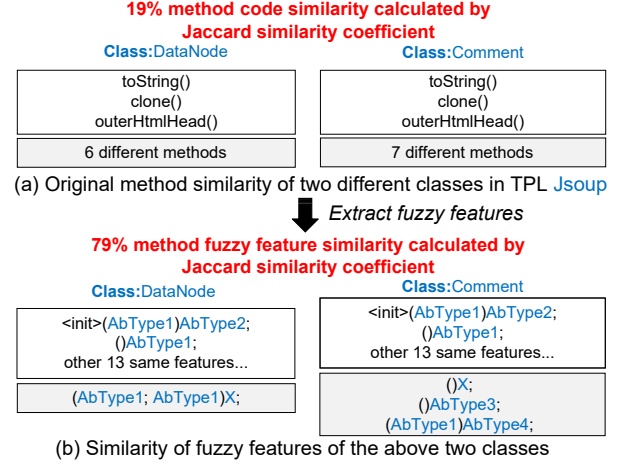 19% method code similarity calculated by
Jaccard similarity coefficient
Class:DataNode
Class:Comment
toString()
clone()
outerHtmlHead()
6 different methods
toString()
clone()
outerHtmlHead()
7 different methods
(a) Original method similarity of two different classes in TPL Jsoup
Extract fuzzy features
79% method fuzzy feature similarity calculated by
Jaccard similarity coefficient
Class:DataNode
<init>(AbType1)AbType2;
()AbType1;
other 13 same features...
(AbType1; AbType1)X;
Class:Comment
<init>(AbType1)AbType2;
()AbType1;
other 13 same features...
()X;
()AbType3;
(AbType1)AbType4;
(b) Similarity of fuzzy features of the above two classes